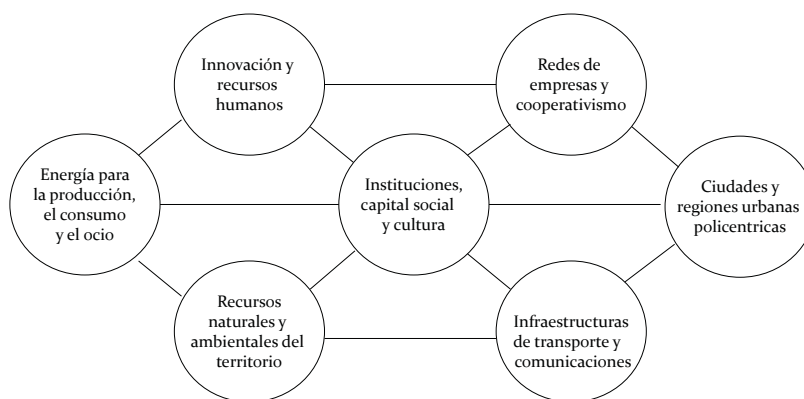 Innovación y
recursos
humanos
Redes de
empresas y
cooperativismo
Energía para
la producción,
el consumo
y el ocio
Instituciones,
capital social
y cultura
Ciudades y
regiones urbanas
policentricas
Recursos
naturales y
ambientales del
territorio
Infraestructuras
de transporte y
comunicaciones